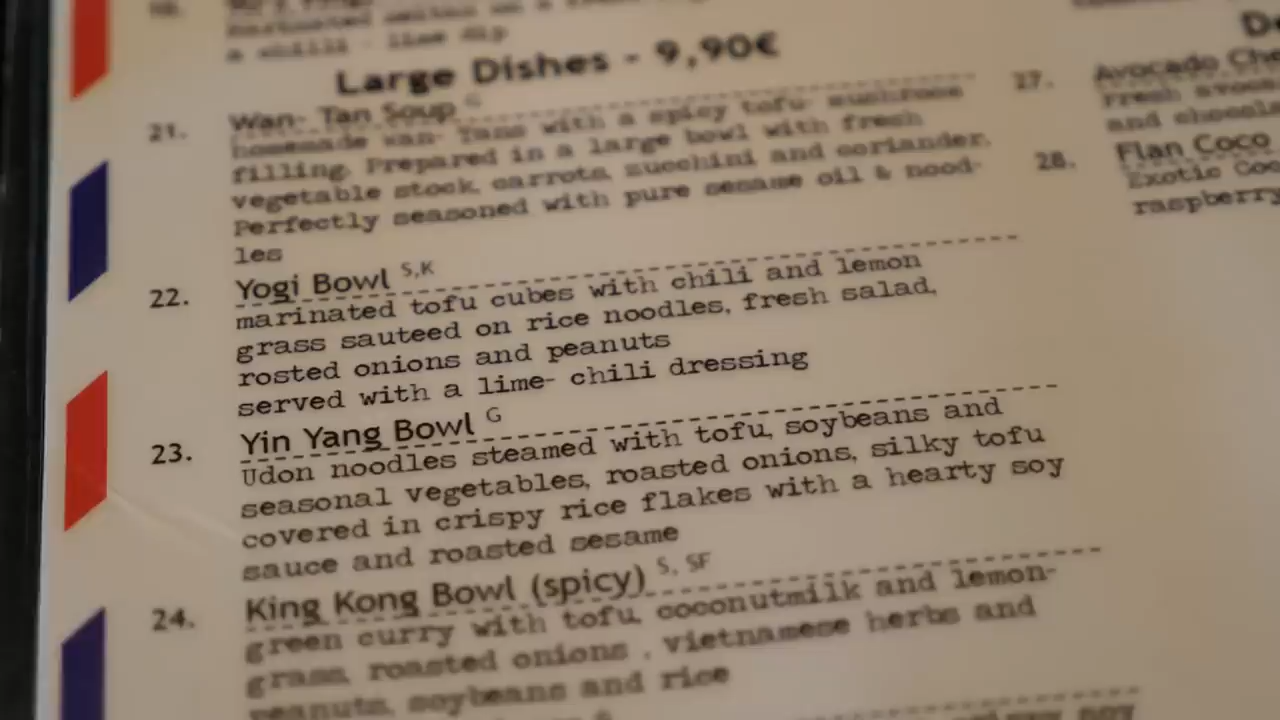 a chilli - lime dip
Large Dishes - 9,90€
21. Wan- Tan Soup G
homemade wan- Tans with a spicy tofu- mushroom
filling. Prepared in a large bowl with fresh
vegetable stock, carrots, zucchini and coriander.
Perfectly seasoned with pure sesame oil & nood-
les
22. Yogi Bowl S,K
marinated tofu cubes with chili and lemon
grass sauteed on rice noodles, fresh salad,
rosted onions and peanuts
served with a lime- chili dressing
23. Yin Yang Bowl G
Udon noodles steamed with tofu, soybeans and
seasonal vegetables, roasted onions, silky tofu
covered in crispy rice flakes with a hearty soy
sauce and roasted sesame
24. King Kong Bowl (spicy) S, SF
green curry with tofu, coconutmilk and lemon-
grass, roasted onions , vietnamese herbs and
peanuts, soybeans and rice
27. Avocado
Fresh
and
28. Flan Coco
Exotic
raspberry